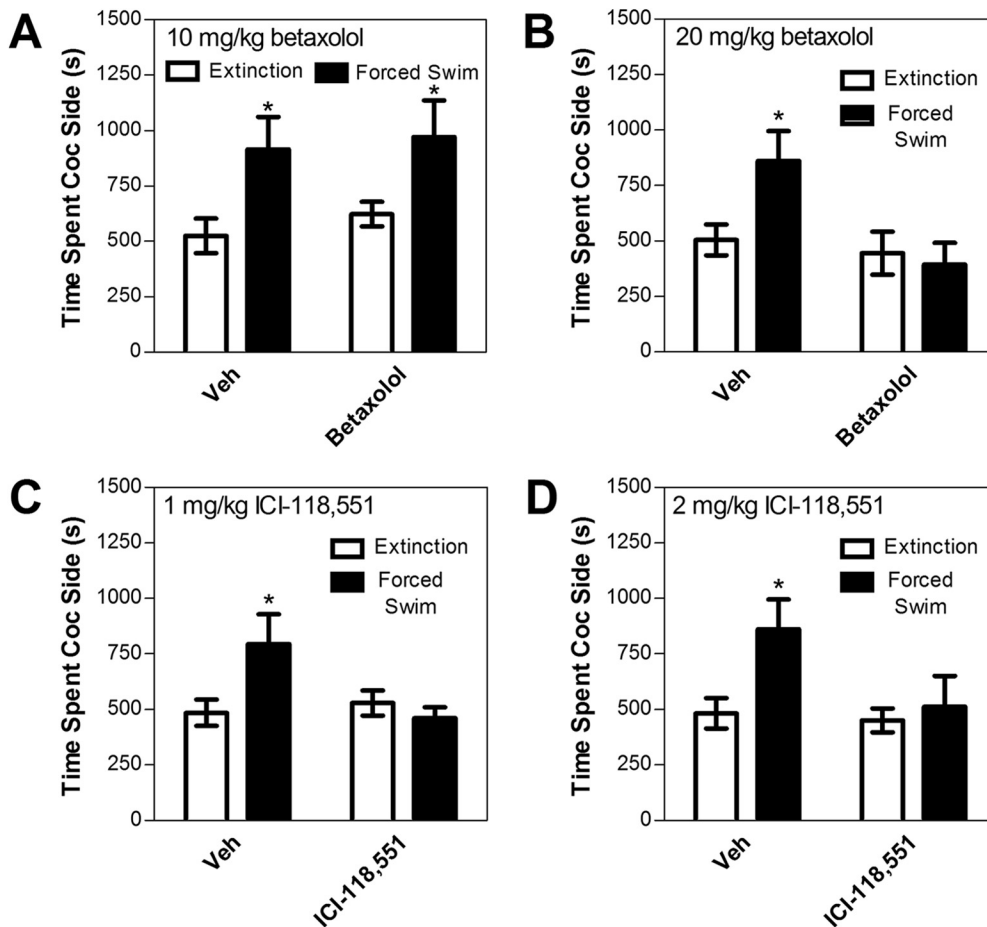 A
10 mg/kg betaxolol
Extinction Forced Swim
Time Spent Coc Side (s)
1500
1250
1000
750
500
250
0
*
*
Veh
Betaxolol
B
20 mg/kg betaxolol
Extinction
Forced
Swim
Time Spent Coc Side (s)
1500
1250
1000
750
500
250
0
*
Veh
Betaxolol
C
1 mg/kg ICI-118,551
Extinction
Forced
Swim
Time Spent Coc Side (s)
1500
1250
1000
750
500
250
0
*
Veh
ICI-118,551
D
2 mg/kg ICI-118,551
Extinction
Forced
Swim
Time Spent Coc Side (s)
1500
1250
1000
750
500
250
0
*
Veh
ICI-118,551